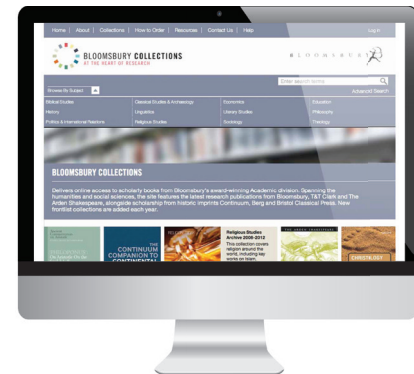 Home | About | Collections | How to Order | Resources | Contact Us | Help
Log In
BLOOMSBURY COLLECTIONS
AT THE HEART OF RESEARCH
BLOOMSBURY
Enter search terms
Browse By Subject
Advanced Search
Biblical Studies
Classical Studies & Archaeology
Economics
Education
History
Linguistics
Literary Studies
Philosophy
Politics & International Relations
Religious Studies
Sociology
Theology
BLOOMSBURY COLLECTIONS
Delivers online access to scholarly books from Bloomsbury's award-winning Academic division. Spanning the
humanities and social sciences, the site features the latest research publications from Bloomsbury, T&T Clark and The
Arden Shakespeare, alongside scholarship from historic imprints Continuum, Berg and Bristol Classical Press. New
frontlist collections are added each year.
THE
CONTINUUM
COMPANION TO
CONTINENTAL
Religious Studies
Archive 2006-2012
This collection covers
religion around the
world, including key
works on Islam,
THE ARDEN SHAKESPEARE
CHRISTOLOGY